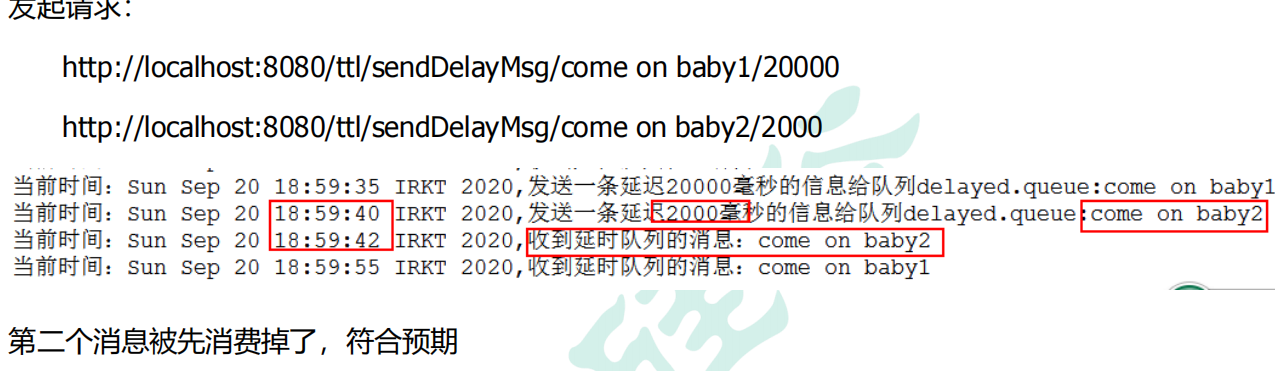 发起请求：
http://localhost:8080/ttl/sendDelayMsg/come on baby1/20000
http://localhost:8080/ttl/sendDelayMsg/come on baby2/2000
当前时间：Sun Sep 20 18:59:35 IRKT 2020,发送一条延迟20000毫秒的信息给队列delayed.queue:come on baby1
当前时间：Sun Sep 20 18:59:40 IRKT 2020,发送一条延迟2000毫秒的信息给队列delayed.queue:come on baby2
当前时间：Sun Sep 20 18:59:42 IRKT 2020,收到延时队列的消息：come on baby2
当前时间：Sun Sep 20 18:59:55 IRKT 2020,收到延时队列的消息：come on baby1
第二个消息被先消费掉了，符合预期